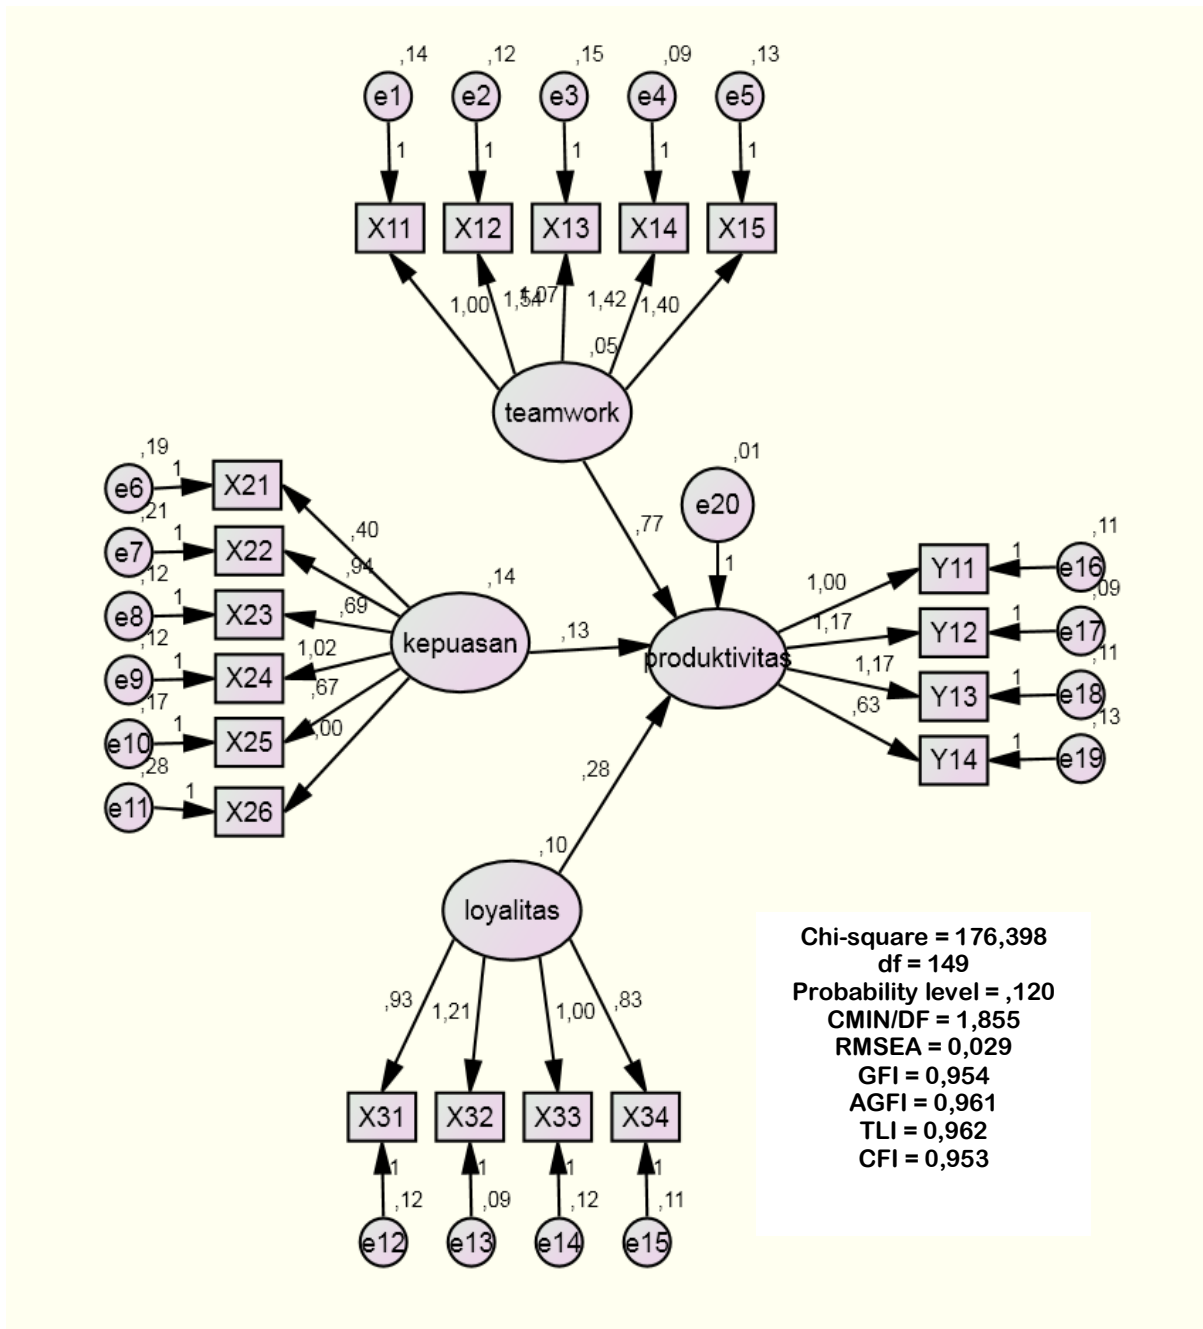 ,14 ,12 ,15 ,09 ,13
e1 e2 e3 e4 e5
1 1 1 1 1
X11 X12 X13 X14 X15
1,00 1,54 1,07 1,42 1,40
,05
teamwork
,77
,01
e20
1
,19
e6 1 X21
,21
e7 1 X22
,12
e8 1 X23
,12
e9 1 X24
,17
e10 1 X25
,28
e11 1 X26
,40
,94
,69
1,02
,67
,00
,14
kepuasan
,13
produktivitas
1,00
1,17
1,17
,63
Y11 1 e16 ,11
Y12 1 e17 ,09
Y13 1 e18 ,11
Y14 1 e19 ,13
,28
,10
loyalitas
,93 1,21 1,00 ,83
X31 X32 X33 X34
1 1 1 1
,12 ,09 ,12 ,11
e12 e13 e14 e15
Chi-square = 176,398
df = 149
Probability level = ,120
CMIN/DF = 1,855
RMSEA = 0,029
GFI = 0,954
AGFI = 0,961
TLI = 0,962
CFI = 0,953